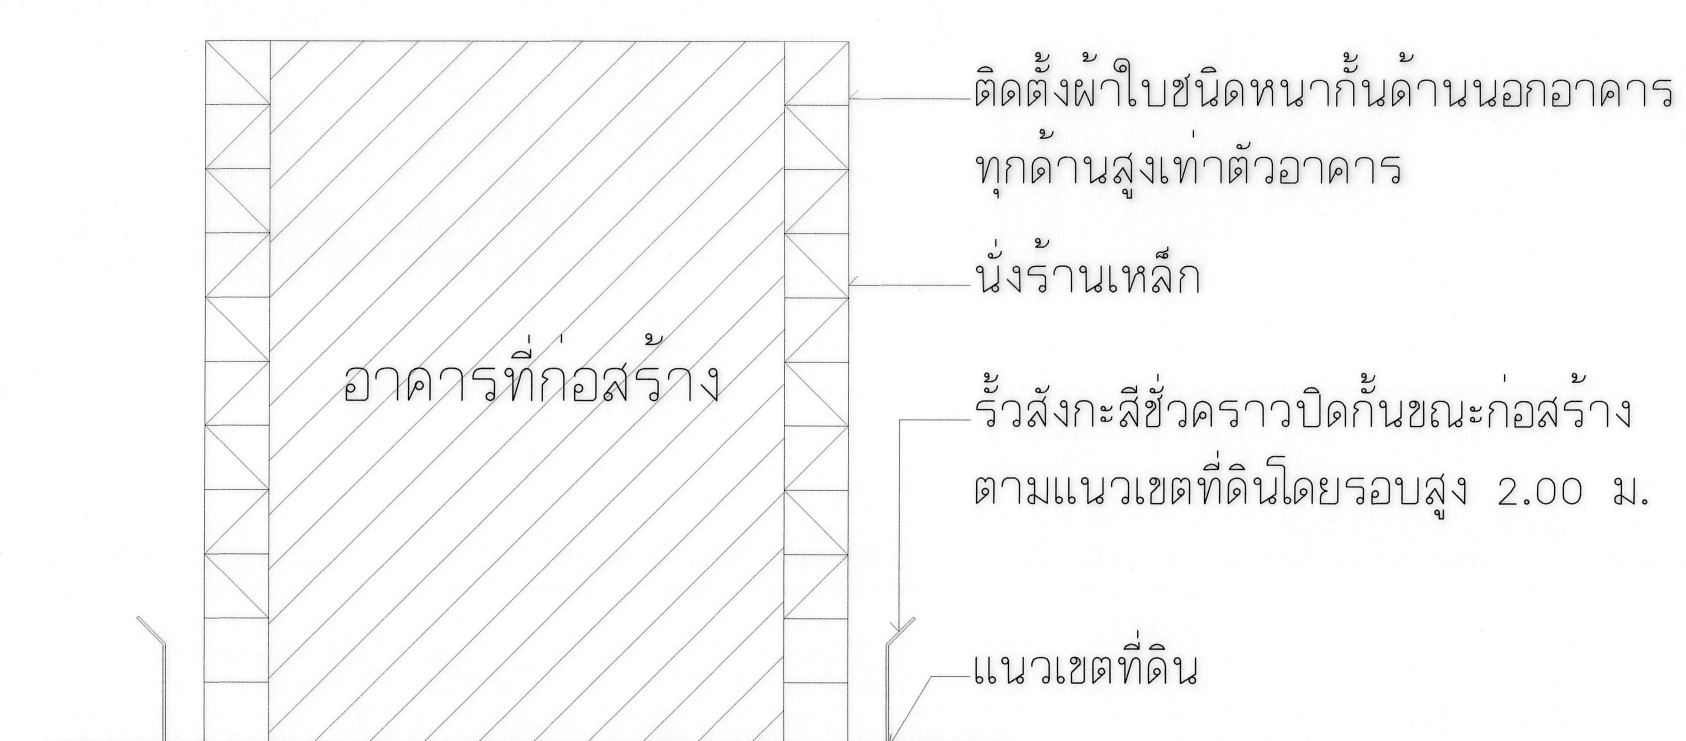 ติดตั้งผ้าใบชนิดหนากั้นด้านนอกอาคาร
ทุกด้านสูงเท่าตัวอาคาร
นั่งร้านเหล็ก
อาคารที่ก่อสร้าง
รั้วสังกะสีชั่วคราวปิดกั้นขณะก่อสร้าง
ตามแนวเขตที่ดินโดยรอบสูง 2.00 ม.
แนวเขตที่ดิน